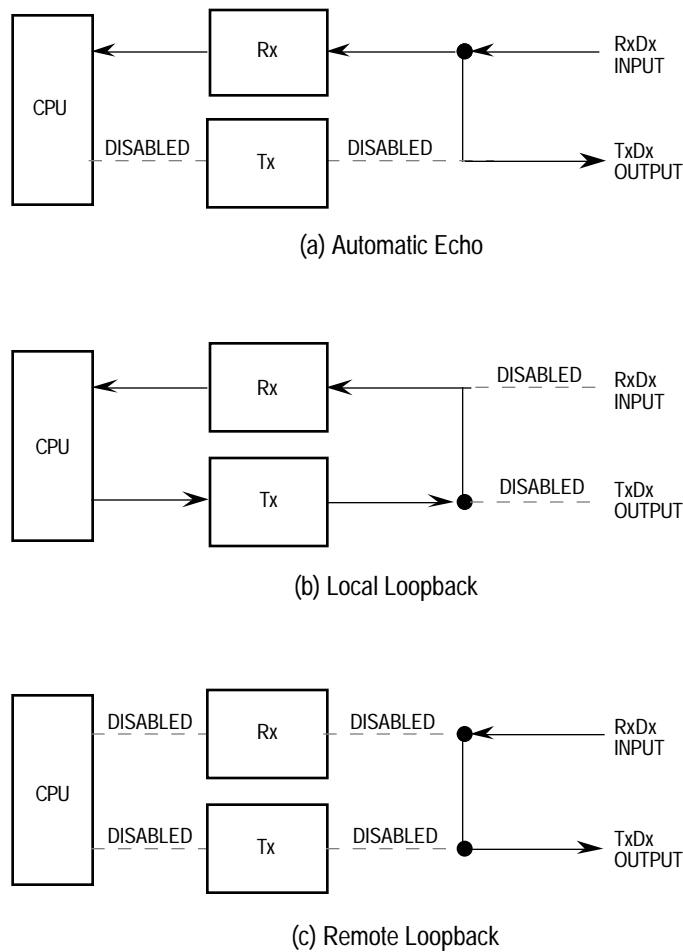 Rx
RxDx
INPUT
CPU
DISABLED
Tx
DISABLED
TxDx
OUTPUT
(a) Automatic Echo
Rx
DISABLED
RxDx
INPUT
CPU
Tx
DISABLED
TxDx
OUTPUT
(b) Local Loopback
DISABLED
Rx
DISABLED
RxDx
INPUT
CPU
DISABLED
Tx
DISABLED
TxDx
OUTPUT
(c) Remote Loopback